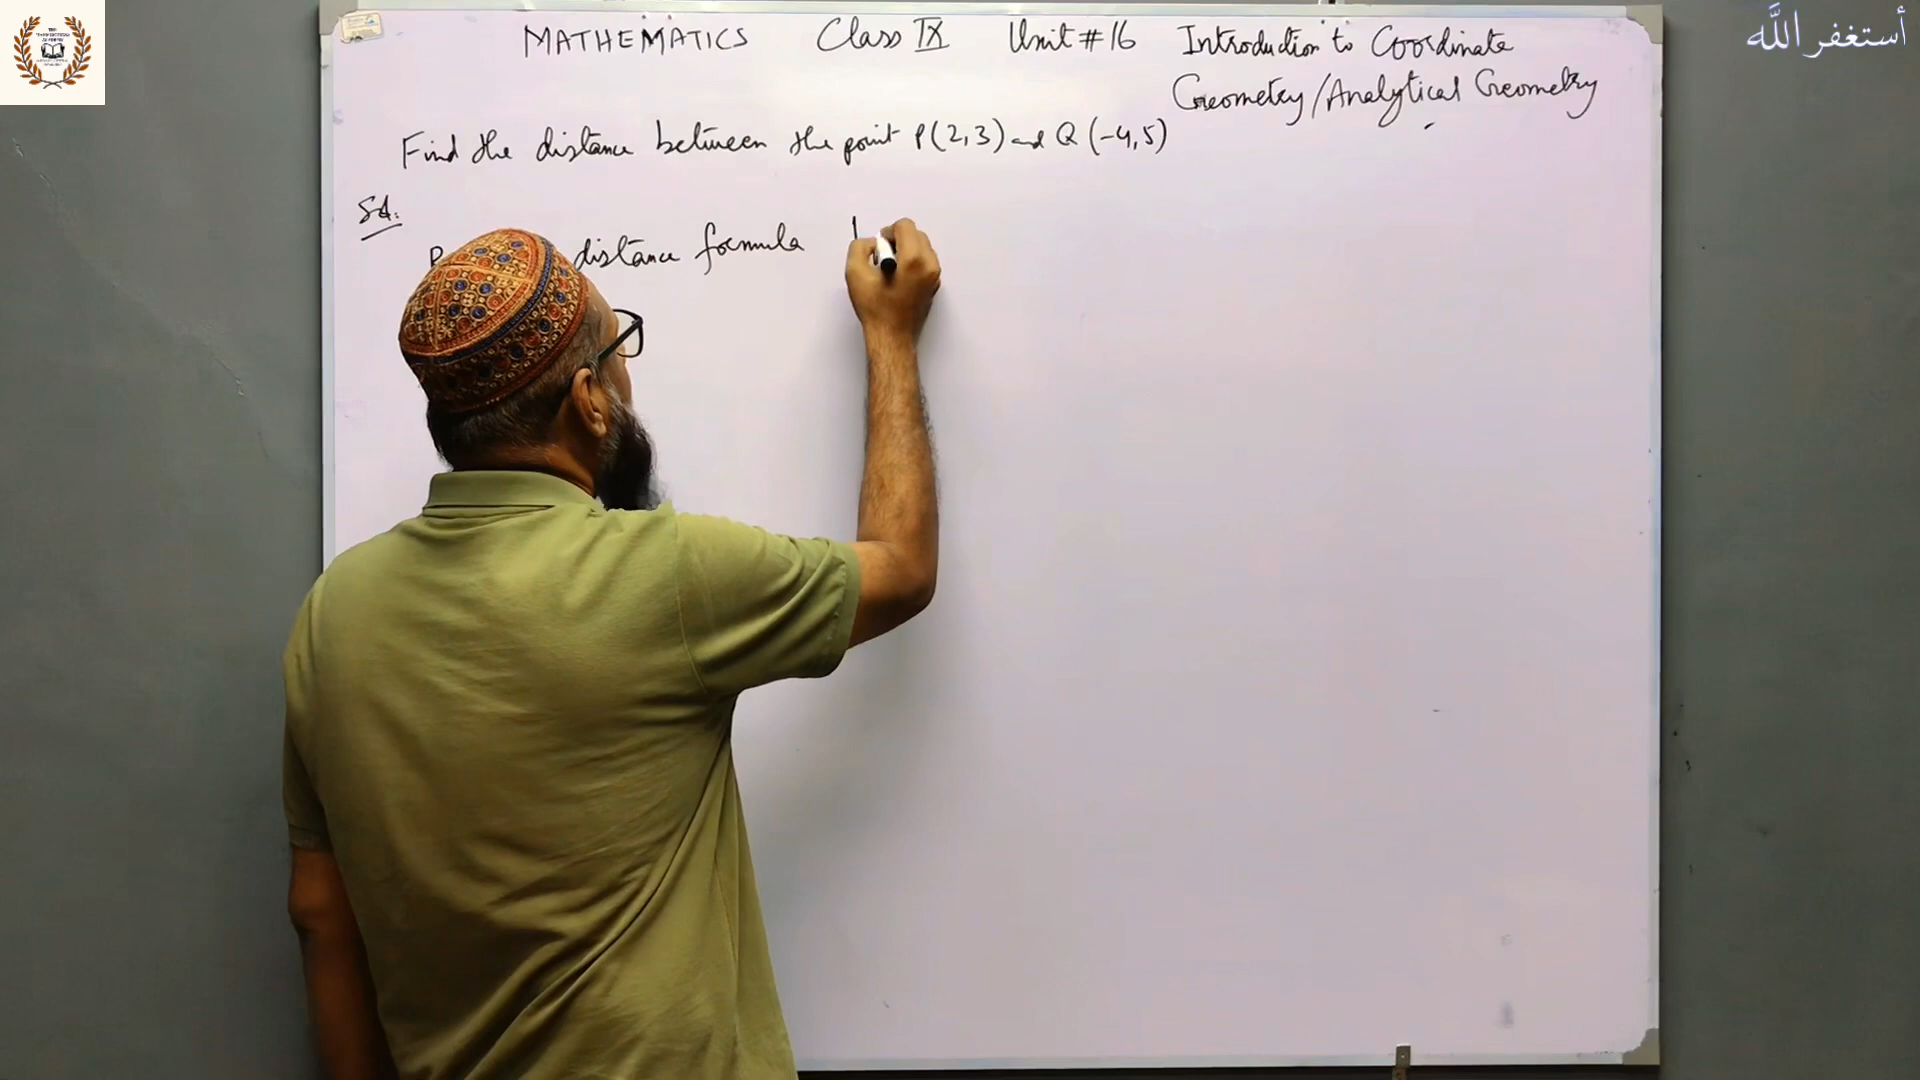 MATHEMATICS Class IX Unit # 16 Introduction to Coordinate
Geometry/Analytical Geometry
أستغفر الله
Find the distance between the point P(2,3) and Q(-4,5)
Sol:
distance formula